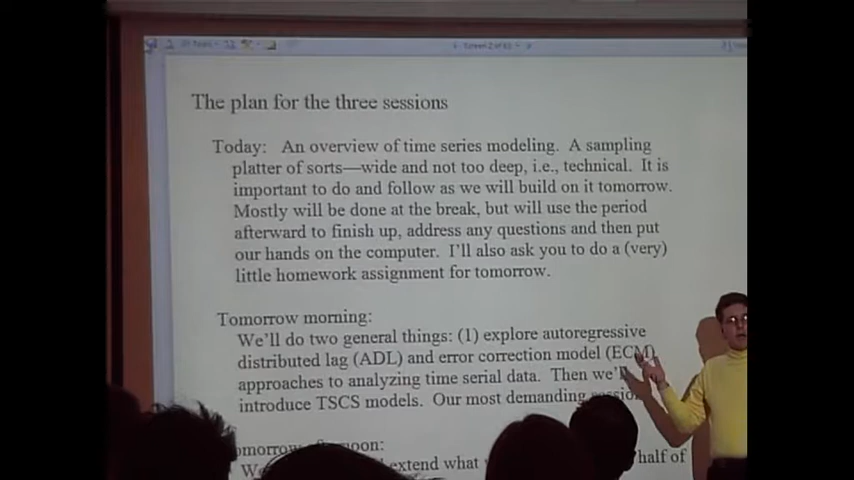 The plan for the three sessions
Today: An overview of time series modeling. A sampling
platter of sorts—wide and not too deep, i.e., technical. It is
important to do and follow as we will build on it tomorrow.
Mostly will be done at the break, but will use the period
afterward to finish up, address any questions and then put
our hands on the computer. I'll also ask you to do a (very)
little homework assignment for tomorrow.
Tomorrow morning:
We'll do two general things: (1) explore autoregressive
distributed lag (ADL) and error correction model (ECM)
approaches to analyzing time serial data. Then we'll
introduce TSCS models. Our most demanding
extend what half of